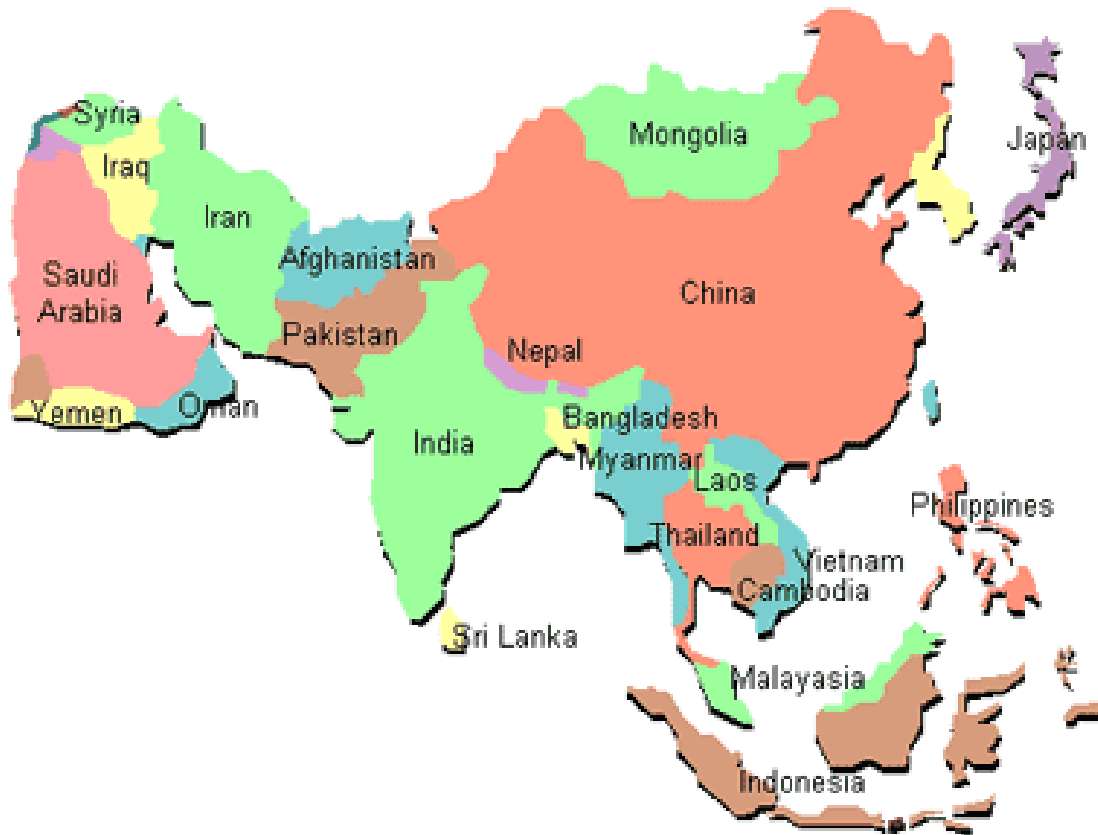 Syria
Mongolia
Japan
Iraq
Iran
Afghanistan
Saudi
Arabia
China
Pakistan
Nepal
Yemen
Oman
Bangladesh
India
Myanmar
Laos
Philippines
Thailand
Vietnam
Cambodia
Sri Lanka
Malayasia
Indonesia